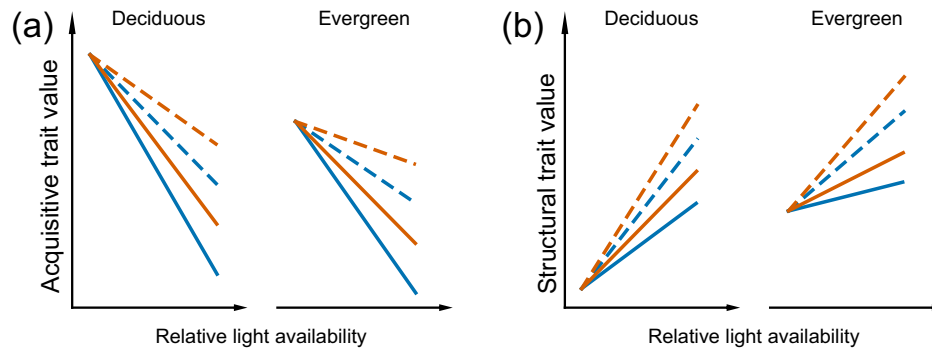 (a)
Deciduous
Evergreen
Acquisitive trait value
Relative light availability
(b)
Deciduous
Evergreen
Structural trait value
Relative light availability